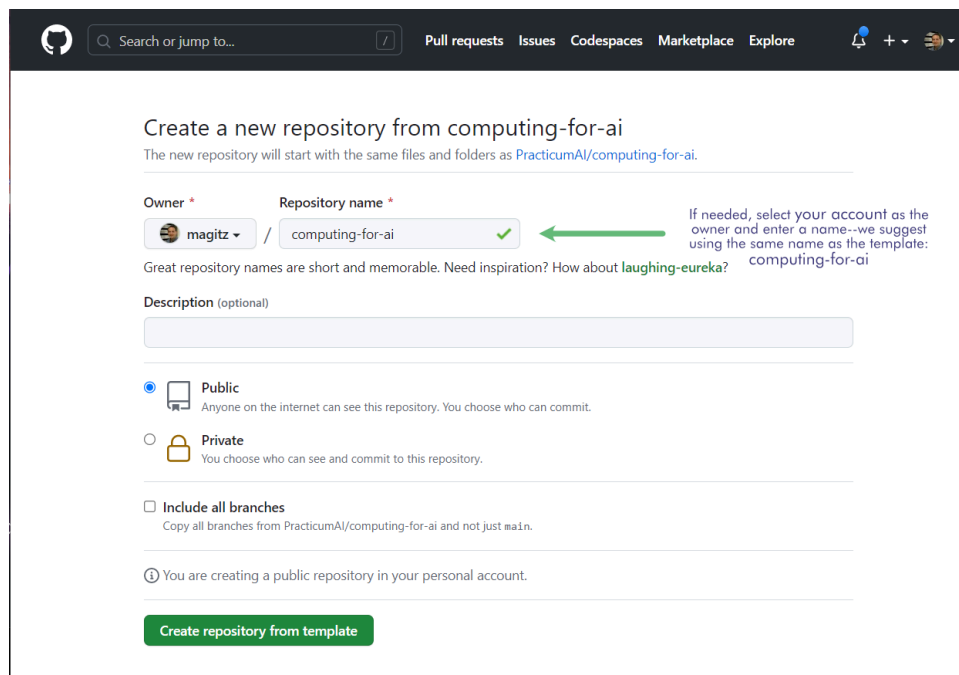 Search or jump to... / Pull requests Issues Codespaces Marketplace Explore
Create a new repository from computing-for-ai
The new repository will start with the same files and folders as PracticumAI/computing-for-ai.
Owner * Repository name *
magitz / computing-for-ai
If needed, select your account as the
owner and enter a name--we suggest
using the same name as the template:
computing-for-ai
Great repository names are short and memorable. Need inspiration? How about laughing-eureka?
Description (optional)
Public
Anyone on the internet can see this repository. You choose who can commit.
Private
You choose who can see and commit to this repository.
Include all branches
Copy all branches from PracticumAI/computing-for-ai and not just main.
You are creating a public repository in your personal account.
Create repository from template